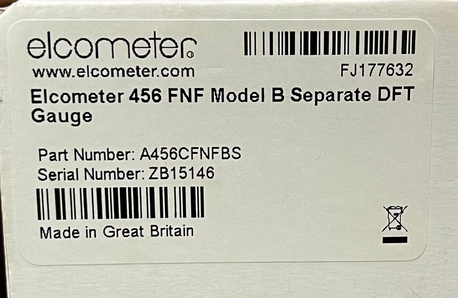 elcometer
www.elcometer.com
FJ177632
Elcometer 456 FNF Model B Separate DFT
Gauge
Part Number: A456CFNFBS
Serial Number: ZB15146
Made in Great Britain